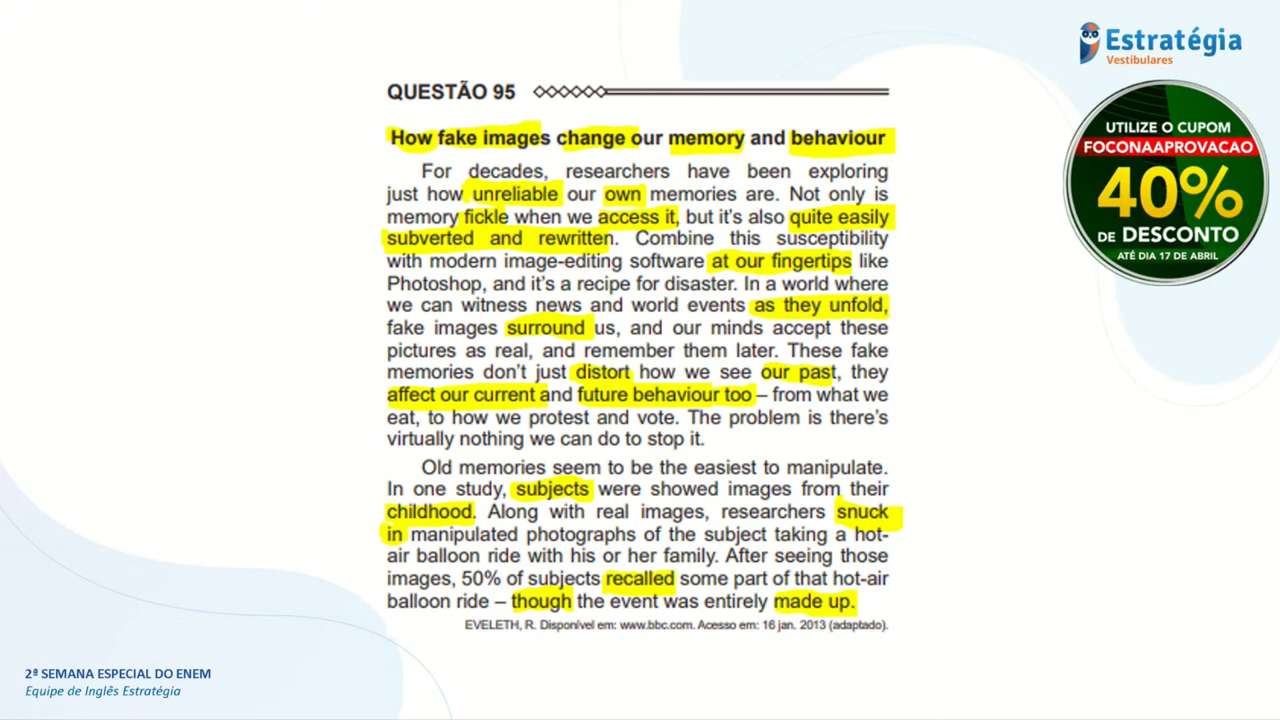 Estratégia
Vestibulares
UTILIZE O CUPOM
FOCONAAPROVACAO
40%
DE DESCONTO
ATÉ DIA 17 DE ABRIL
QUESTÃO 95
How fake images change our memory and behaviour
For decades, researchers have been exploring
just how unreliable our own memories are. Not only is
memory fickle when we access it, but it's also quite easily
subverted and rewritten. Combine this susceptibility
with modern image-editing software at our fingertips like
Photoshop, and it's a recipe for disaster. In a world where
we can witness news and world events as they unfold,
fake images surround us, and our minds accept these
pictures as real, and remember them later. These fake
memories don't just distort how we see our past, they
affect our current and future behaviour too – from what we
eat, to how we protest and vote. The problem is there's
virtually nothing we can do to stop it.
Old memories seem to be the easiest to manipulate.
In one study, subjects were showed images from their
childhood. Along with real images, researchers snuck
in manipulated photographs of the subject taking a hot-
air balloon ride with his or her family. After seeing those
images, 50% of subjects recalled some part of that hot-air
balloon ride – though the event was entirely made up.
EVELETH, R. Disponível em: www.bbc.com. Acesso em: 16 jan. 2013 (adaptado).
2ª SEMANA ESPECIAL DO ENEM
Equipe de Inglês Estratégia